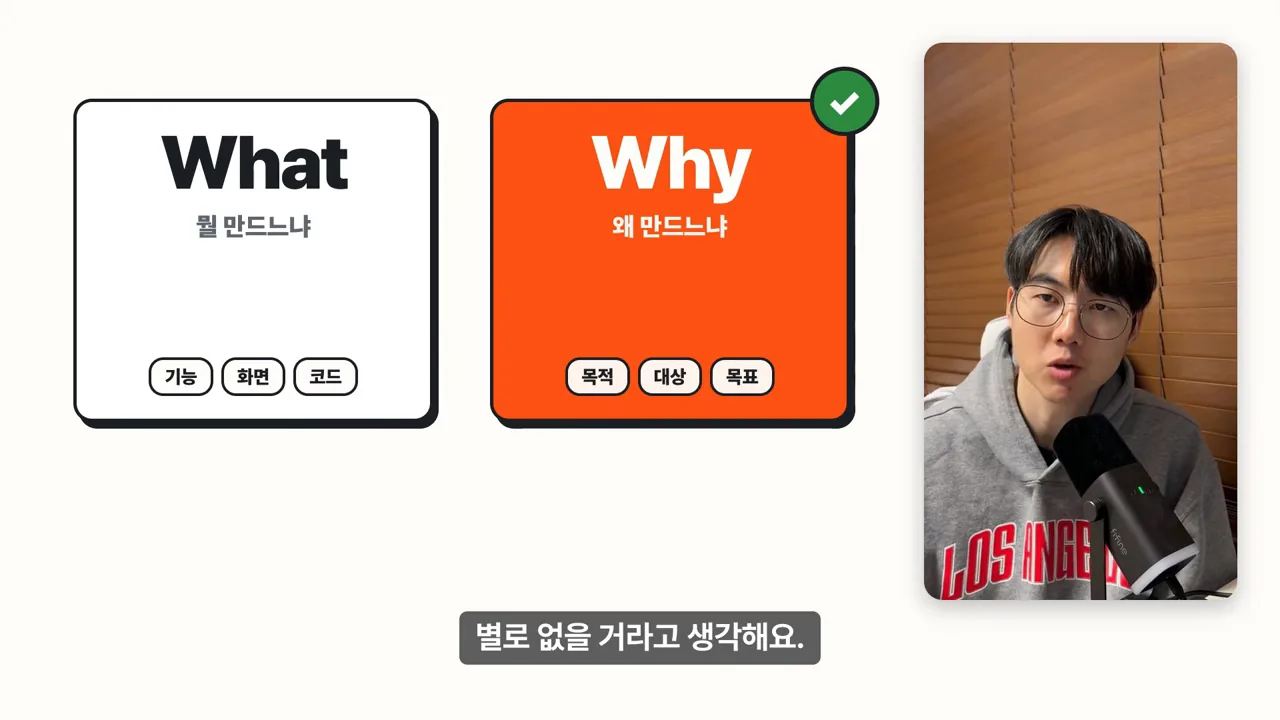 What
뭘 만드느냐
기능 화면 코드
Why
왜 만드느냐
목적 대상 목표
LOS ANGEL
fifine
별로 없을 거라고 생각해요.